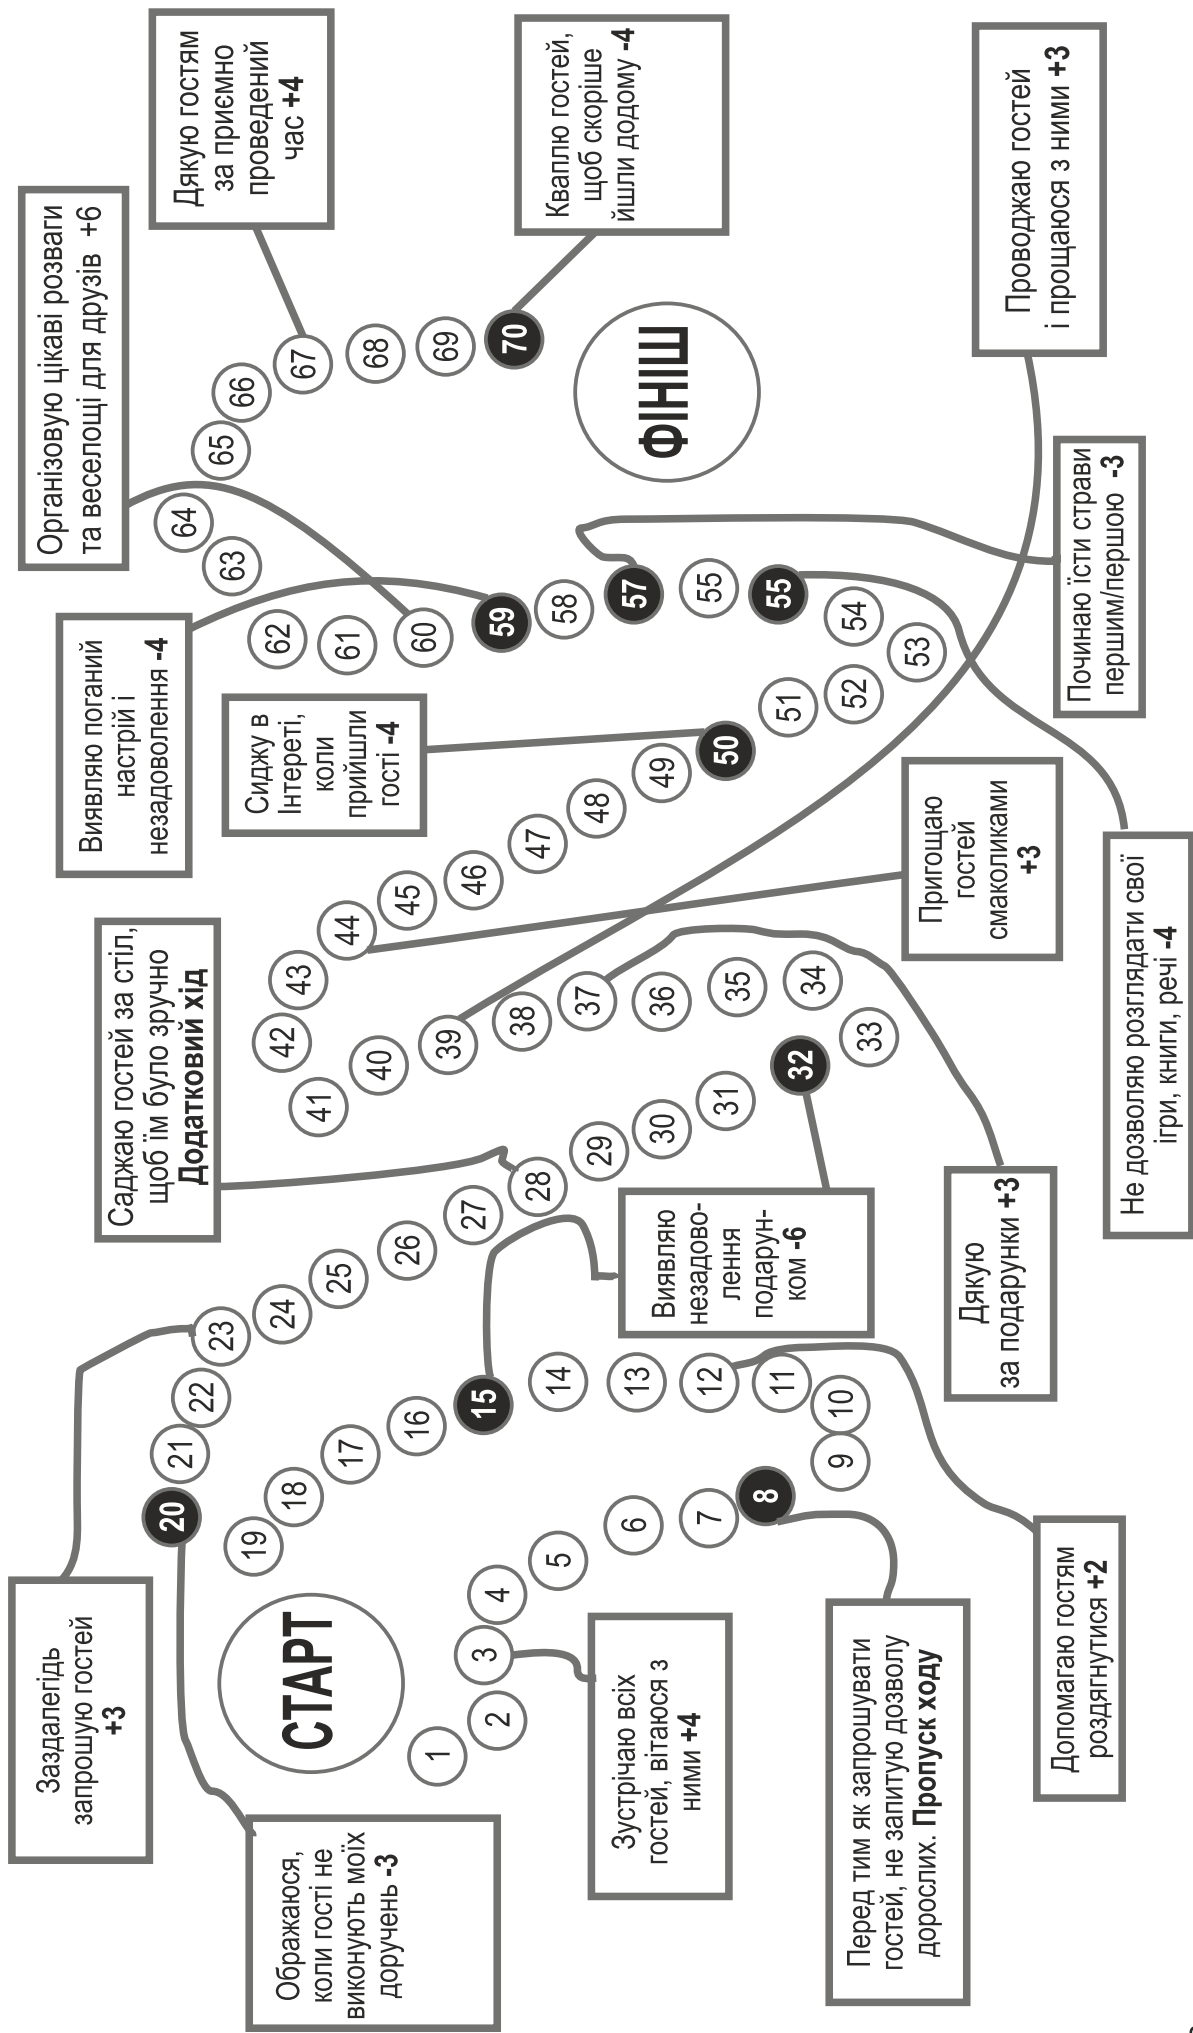 Ображаюся,
коли гості не
виконують моїх
доручень -3
Заздалегідь
запрошую гостей
+3
Саджаю гостей за стіл,
щоб їм було зручно
Додатковий хід
Виявляю поганий
настрій і
незадоволення -4
Організовую цікаві розваги
та веселощі для друзів +6
Дякую гостям
за приємно
проведений
час +4
Сиджу в
Інтереті,
коли
прийшли
гості -4
Кваплю гостей,
щоб скоріше
йшли додому -4
СТАРТ
1
2
3
4
5
6
7
8
9
10
11
12
13
14
15
16
17
18
19
20
21
22
23
24
25
26
27
28
29
30
31
32
33
34
35
36
37
38
39
40
41
42
43
44
45
46
47
48
49
50
51
52
53
54
55
55
57
58
59
60
61
62
63
64
65
66
67
68
69
70
ФІНІШ
Зустрічаю всіх
гостей, вітаюся з
ними +4
Виявляю
незадово-
лення
подарун-
ком -6
Перед тим як запрошувати
гостей, не запитую дозволу
дорослих. Пропуск ходу
Допомагаю гостям
роздягнутися +2
Дякую
за подарунки +3
Пригощаю
гостей
смаколиками
+3
Не дозволяю розглядати свої
ігри, книги, речі -4
Починаю їсти страви
першим/першою -3
Проводжаю гостей
і прощаюся з ними +3